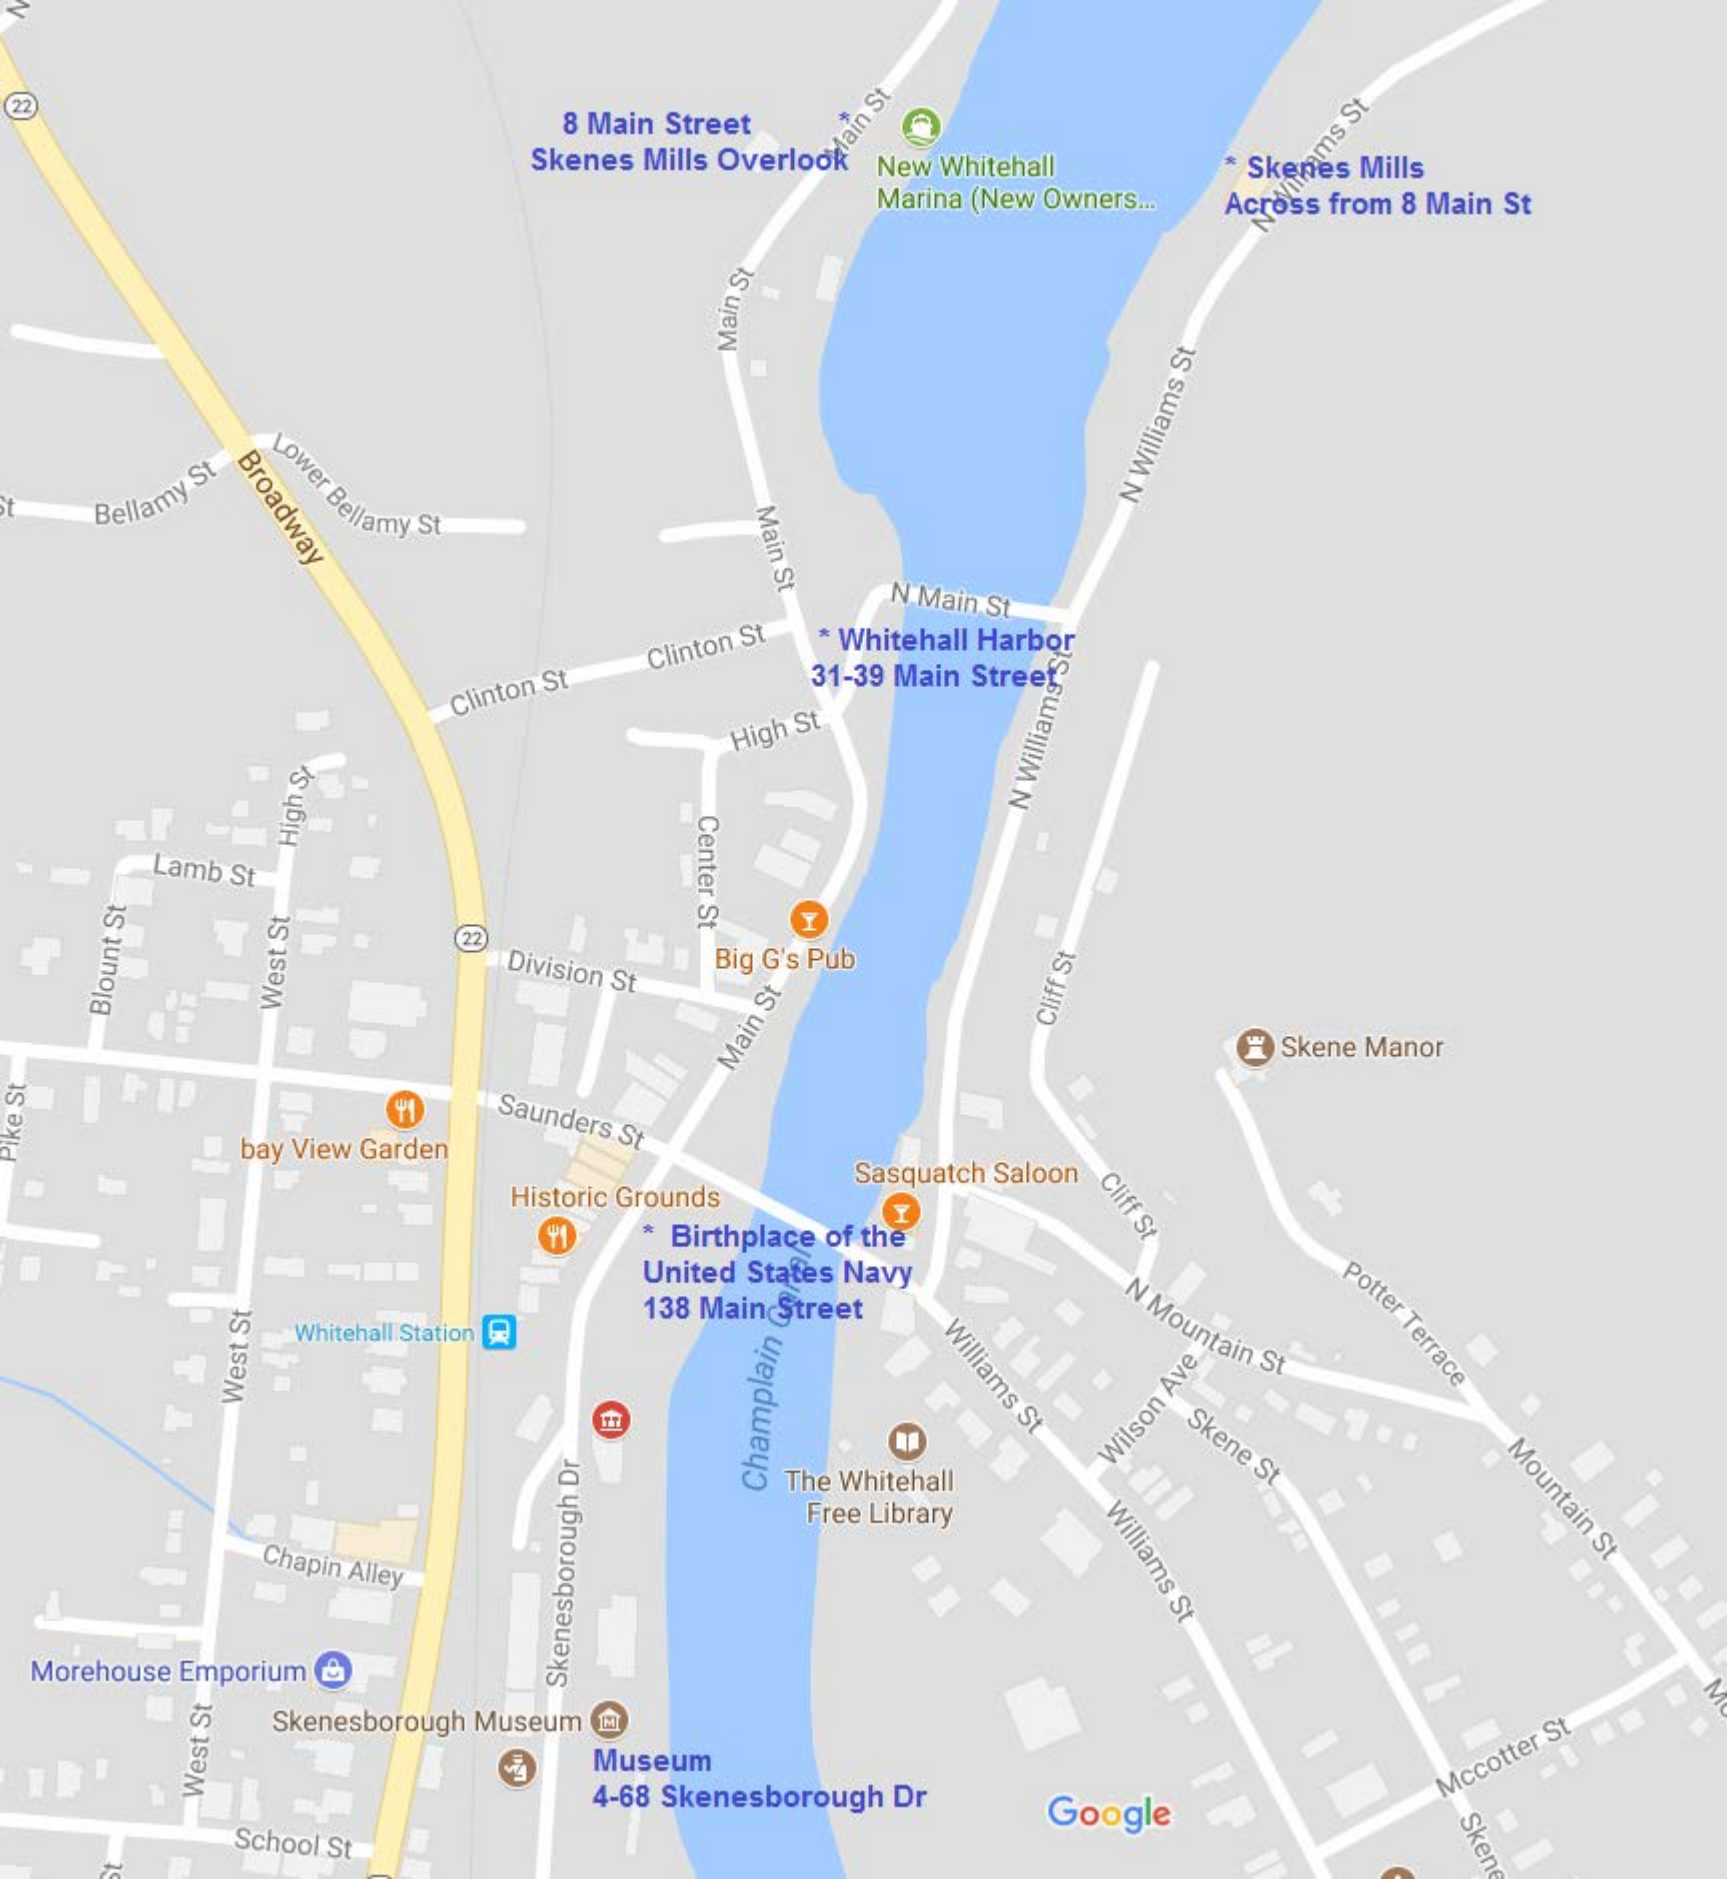 N
22
Main St
8 Main Street *
Skenes Mills Overlook
New Whitehall
Marina (New Owners...
N Williams St
* Skenes Mills
Across from 8 Main St
Main St
N Williams St
Lower Bellamy St
Bellamy St
St
Broadway
Main St
N Main St
* Whitehall Harbor
31-39 Main Street
Clinton St
Clinton St
N Williams St
High St
High St
Center St
Lamb St
Blount St
West St
22
Division St
Big G's Pub
Main St
Cliff St
Skene Manor
Pike St
bay View Garden
Saunders St
Sasquatch Saloon
Historic Grounds
Cliff St
* Birthplace of the
United States Navy
138 Main Street
Champlain Canal
Whitehall Station
West St
N Mountain St
Potter Terrace
Williams St
Wilson Ave
Skene St
The Whitehall
Free Library
Mountain St
Skenesborough Dr
Chapin Alley
Williams St
Morehouse Emporium
Skenesborough Museum
Museum
4-68 Skenesborough Dr
West St
Mccotter St
Google
School St
Skene
St